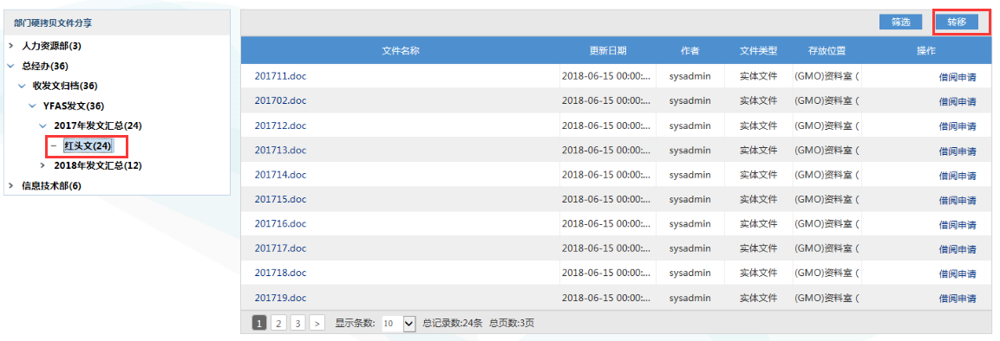 部门硬拷贝文件分享
人力资源部(3)
总经办(36)
收发文归档(36)
YFAS发文(36)
2017年发文汇总(24)
红头文(24)
2018年发文汇总(12)
信息技术部(6)
筛选 转移
文件名称 更新日期 作者 文件类型 存放位置 操作
201711.doc 2018-06-15 00:00:... sysadmin 实体文件 (GMO)资料室 ( 借阅申请
201702.doc 2018-06-15 00:00:... sysadmin 实体文件 (GMO)资料室 ( 借阅申请
201712.doc 2018-06-15 00:00:... sysadmin 实体文件 (GMO)资料室 ( 借阅申请
201713.doc 2018-06-15 00:00:... sysadmin 实体文件 (GMO)资料室 ( 借阅申请
201714.doc 2018-06-15 00:00:... sysadmin 实体文件 (GMO)资料室 ( 借阅申请
201715.doc 2018-06-15 00:00:... sysadmin 实体文件 (GMO)资料室 ( 借阅申请
201716.doc 2018-06-15 00:00:... sysadmin 实体文件 (GMO)资料室 ( 借阅申请
201717.doc 2018-06-15 00:00:... sysadmin 实体文件 (GMO)资料室 ( 借阅申请
201718.doc 2018-06-15 00:00:... sysadmin 实体文件 (GMO)资料室 ( 借阅申请
201719.doc 2018-06-15 00:00:... sysadmin 实体文件 (GMO)资料室 ( 借阅申请
1 2 3 > 显示条数: 10 总记录数:24条 总页数:3页